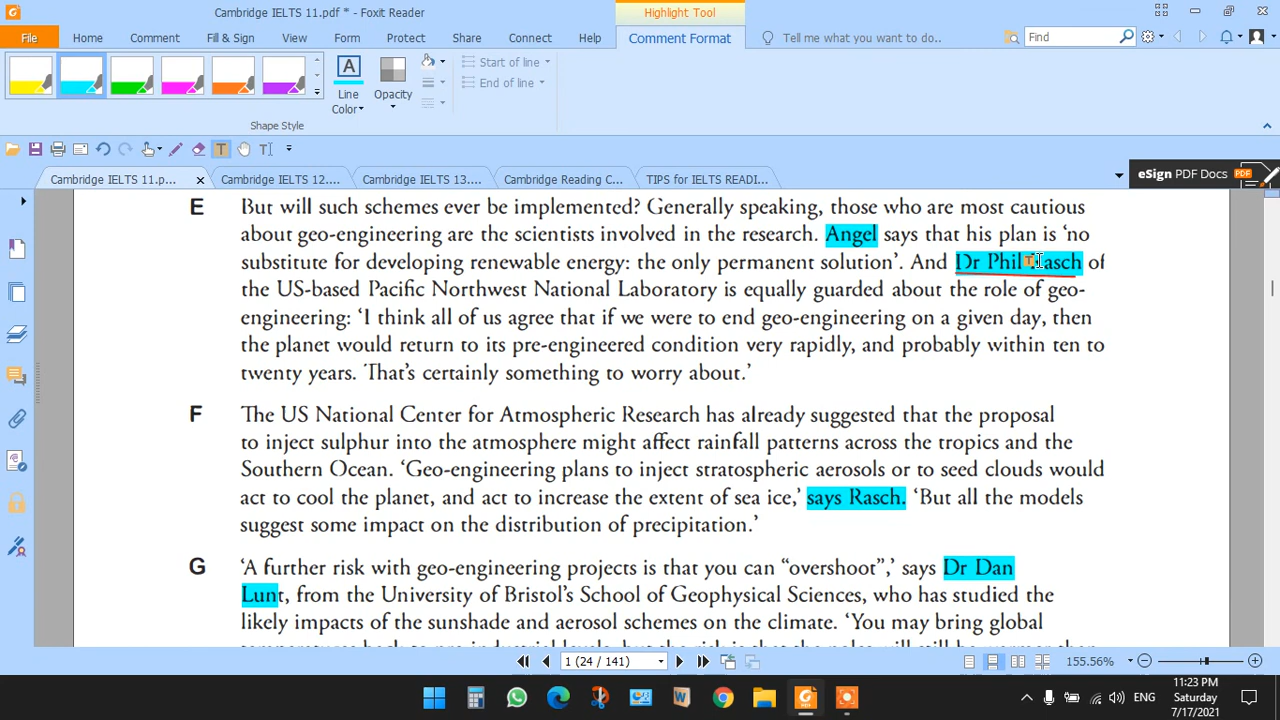 Cambridge IELTS 11.pdf * - Foxit Reader
Highlight Tool
File
Home
Comment
Fill & Sign
View
Form
Protect
Share
Connect
Help
Comment Format
Tell me what you want to do..
Find
Line
Color
Opacity
Start of line
End of line
Shape Style
Cambridge IELTS 11.p...
Cambridge IELTS 12....
Cambridge IELTS 13....
Cambridge Reading C...
TIPS for IELTS READI...
eSign PDF Docs
E But will such schemes ever be implemented? Generally speaking, those who are most cautious
about geo-engineering are the scientists involved in the research. Angel says that his plan is ‘no
substitute for developing renewable energy: the only permanent solution’. And Dr Phil Rasch of
the US-based Pacific Northwest National Laboratory is equally guarded about the role of geo-
engineering: ‘I think all of us agree that if we were to end geo-engineering on a given day, then
the planet would return to its pre-engineered condition very rapidly, and probably within ten to
twenty years. That’s certainly something to worry about.’
F The US National Center for Atmospheric Research has already suggested that the proposal
to inject sulphur into the atmosphere might affect rainfall patterns across the tropics and the
Southern Ocean. ‘Geo-engineering plans to inject stratospheric aerosols or to seed clouds would
act to cool the planet, and act to increase the extent of sea ice,’ says Rasch. ‘But all the models
suggest some impact on the distribution of precipitation.’
G ‘A further risk with geo-engineering projects is that you can “overshoot”,’ says Dr Dan
Lunt, from the University of Bristol’s School of Geophysical Sciences, who has studied the
likely impacts of the sunshade and aerosol schemes on the climate. ‘You may bring global
1 (24 / 141)
155.56%
ENG
11:23 PM
Saturday
7/17/2021